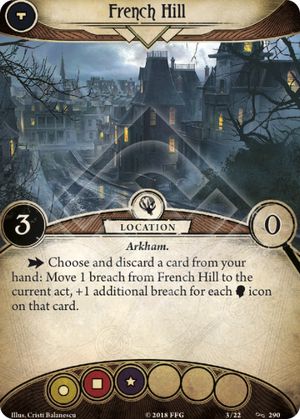 French Hill
3
0
LOCATION
Arkham.
Choose and discard a card from your
hand: Move 1 breach from French Hill to the
current act, +1 additional breach for each icon
on that card.
Illus. Cristi Balanescu
© 2018 FFG
3/22
290